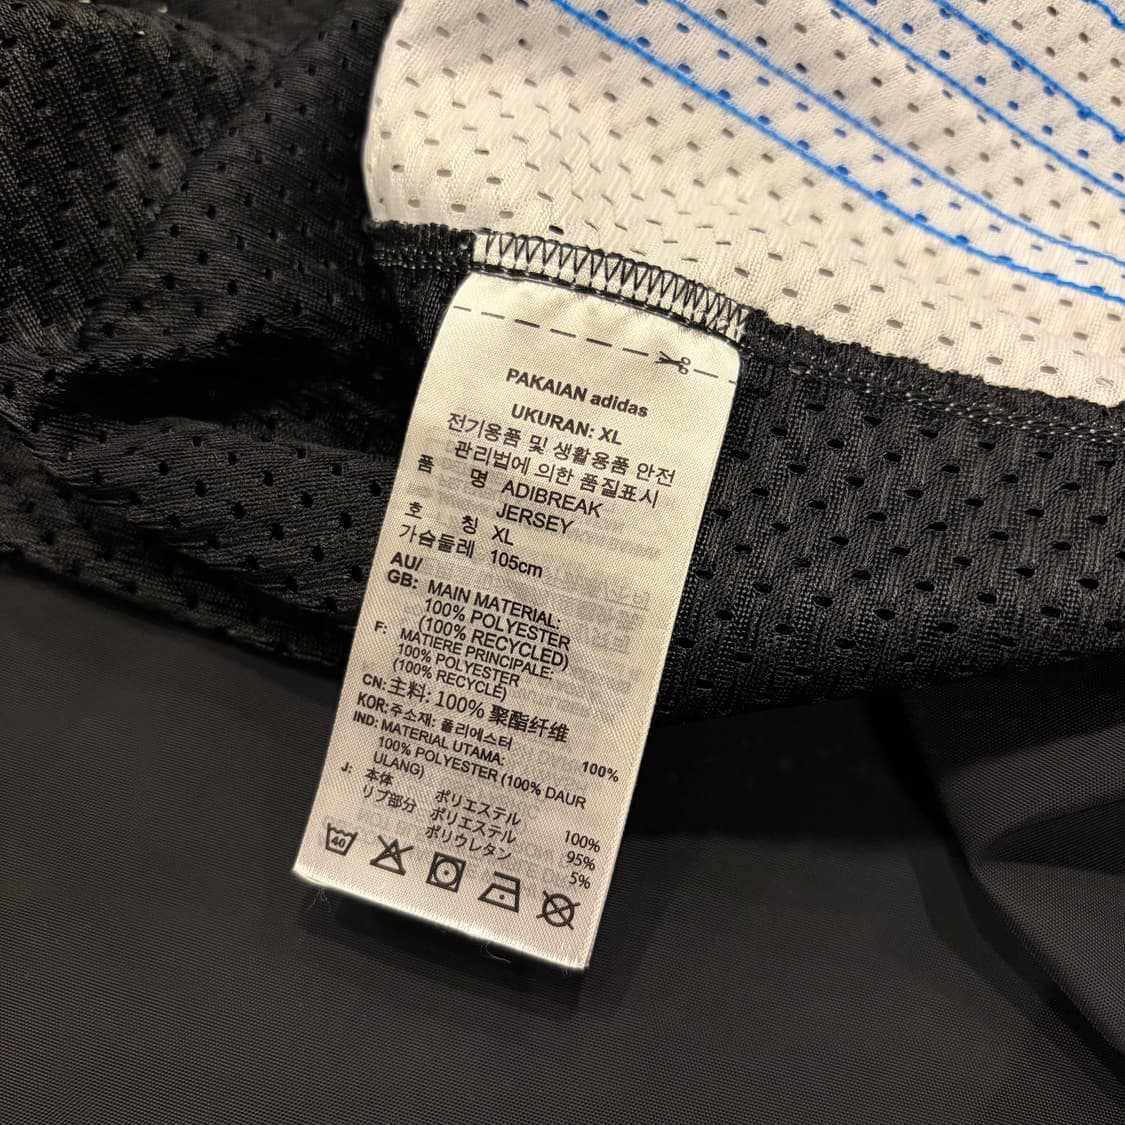 PAKAIAN adidas
UKURAN: XL
전기용품 및 생활용품 안전
관리법에 의한 품질표시
품 명 ADIBREAK
JERSEY
호 칭 XL
가슴둘레 105cm
AU/
GB: MAIN MATERIAL:
100% POLYESTER
(100% RECYCLED)
F: MATIERE PRINCIPALE:
100% POLYESTER
(100% RECYCLÉ)
CN: 主料: 100% 聚酯纤维
KOR: 주소재: 폴리에스터 100%
IND: MATERIAL UTAMA:
100% POLYESTER (100% DAUR
ULANG)
J: 本体 ポリエステル 100%
リブ部分 ポリエステル 95%
ポリウレタン 5%
40